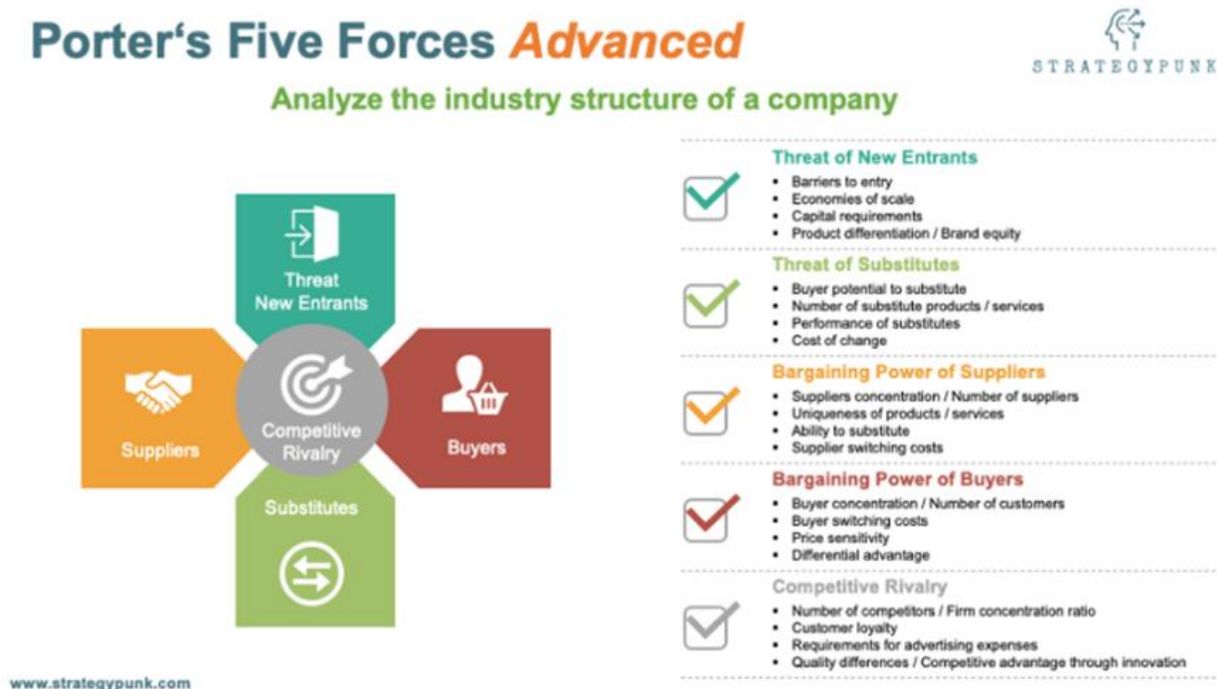 Porter‘s Five Forces Advanced
STRATEGYPUNK
Analyze the industry structure of a company
Threat
New Entrants
Suppliers
Competitive
Rivalry
Buyers
Substitutes
Threat of New Entrants
▪ Barriers to entry
▪ Economies of scale
▪ Capital requirements
▪ Product differentiation / Brand equity
Threat of Substitutes
▪ Buyer potential to substitute
▪ Number of substitute products / services
▪ Performance of substitutes
▪ Cost of change
Bargaining Power of Suppliers
▪ Suppliers concentration / Number of suppliers
▪ Uniqueness of products / services
▪ Ability to substitute
▪ Supplier switching costs
Bargaining Power of Buyers
▪ Buyer concentration / Number of customers
▪ Buyer switching costs
▪ Price sensitivity
▪ Differential advantage
Competitive Rivalry
▪ Number of competitors / Firm concentration ratio
▪ Customer loyalty
▪ Requirements for advertising expenses
▪ Quality differences / Competitive advantage through innovation
www.strategypunk.com